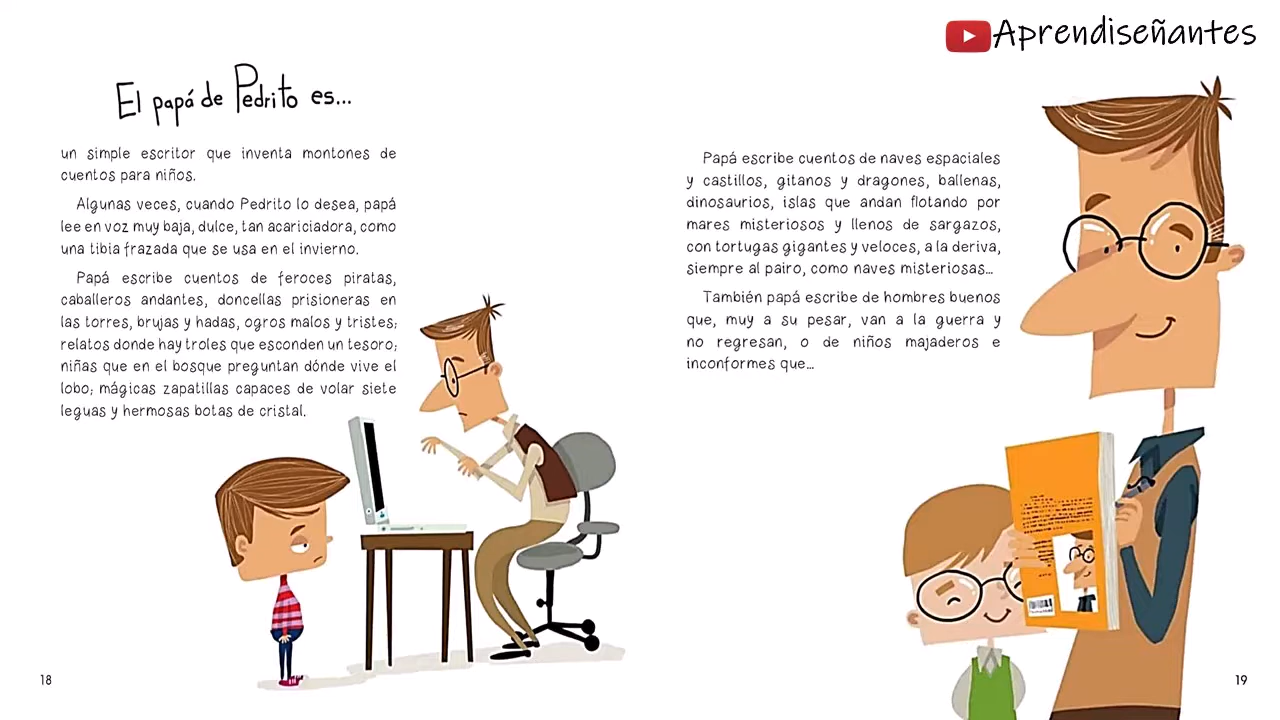 Aprendiseñantes
El papá de Pedrito es...
un simple escritor que inventa montones de
cuentos para niños.
Algunas veces, cuando Pedrito lo desea, papá
lee en voz muy baja, dulce, tan acariciadora, como
una tibia frazada que se usa en el invierno.
Papá escribe cuentos de feroces piratas,
caballeros andantes, doncellas prisioneras en
las torres, brujas y hadas, ogros malos y tristes;
relatos donde hay troles que esconden un tesoro;
niñas que en el bosque preguntan dónde vive el
lobo; mágicas zapatillas capaces de volar siete
leguas y hermosas botas de cristal.
18
Papá escribe cuentos de naves espaciales
y castillos, gitanos y dragones, ballenas,
dinosaurios, islas que andan flotando por
mares misteriosos y llenos de sargazos,
con tortugas gigantes y veloces, a la deriva,
siempre al pairo, como naves misteriosas...
También papá escribe de hombres buenos
que, muy a su pesar, van a la guerra y
no regresan, o de niños majaderos e
inconformes que...
19